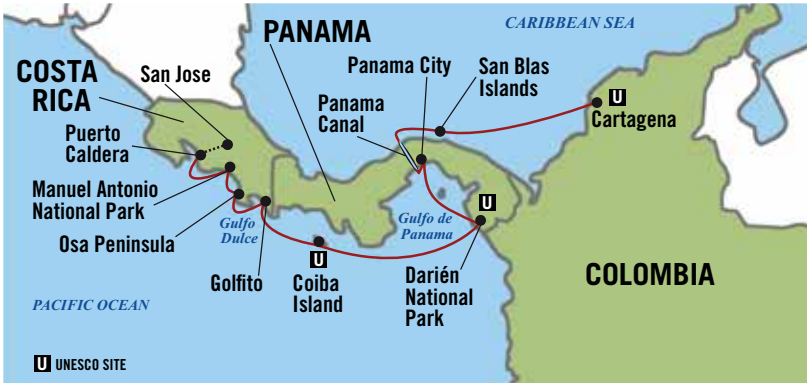 CARIBBEAN SEA
PANAMA
COSTA
RICA
San Jose
Panama City
San Blas
Islands
Panama
Canal
U
Cartagena
Puerto
Caldera
Manuel Antonio
National Park
Osa Peninsula
Gulfo
Dulce
Gulfo de
Panama
U
Golfito
U
Coiba
Island
Darién
National
Park
COLOMBIA
PACIFIC OCEAN
U UNESCO SITE